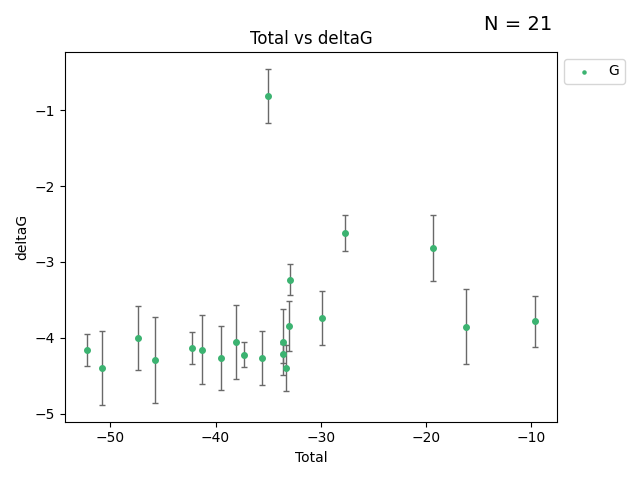 N = 21
Total vs deltaG
G
deltaG
−1
−2
−3
−4
−5
−50
−40
−30
−20
−10
Total